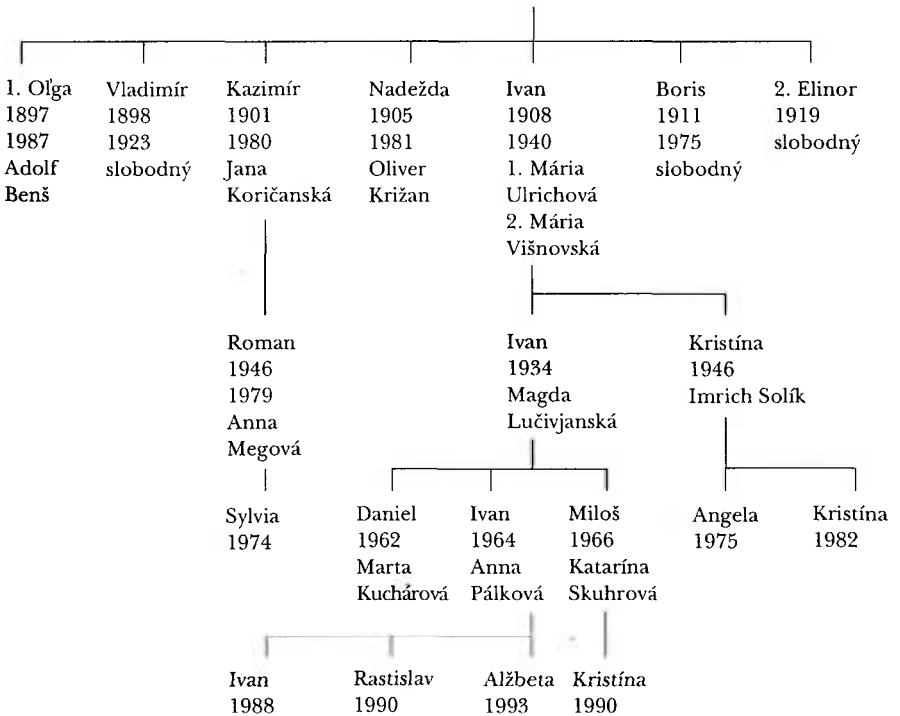 1. Oľga
1897
1987
Adolf
Benš
Vladimír
1898
1923
slobodný
Kazimír
1901
1980
Jana
Koričanská
Nadežda
1905
1981
Oliver
Križan
Ivan
1908
1940
1. Mária
Ulrichová
2. Mária
Višnovská
Boris
1911
1975
slobodný
2. Elinor
1919
slobodný
Roman
1946
1979
Anna
Megová
Ivan
1934
Magda
Lučivjanská
Kristína
1946
Imrich Solík
Sylvia
1974
Daniel
1962
Marta
Kuchárová
Ivan
1964
Anna
Pálková
Miloš
1966
Katarína
Skuhrová
Angela
1975
Kristína
1982
Ivan
1988
Rastislav
1990
Alžbeta
1993
Kristína
1990